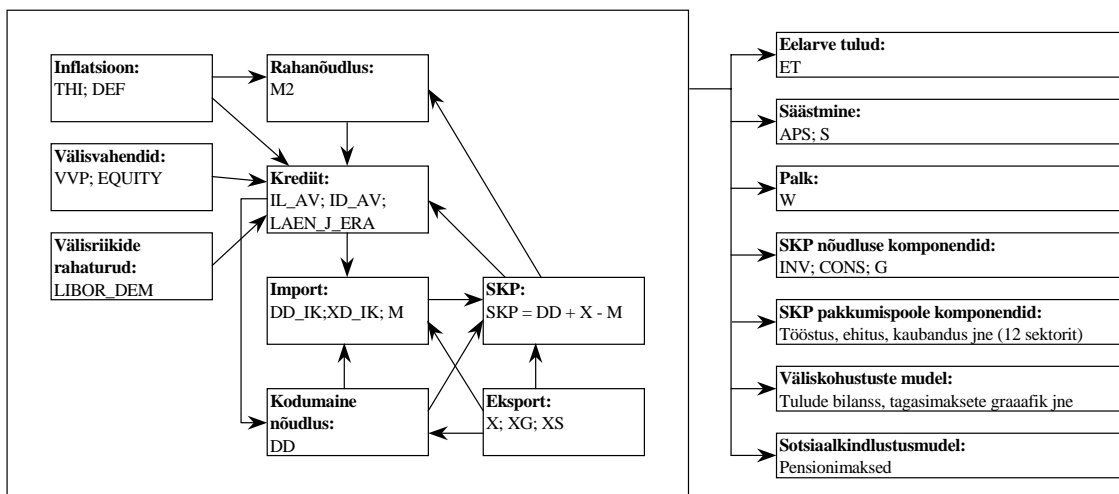 Inflatsioon:
THI; DEF
Rahanõudlus:
M2
Välisvahendid:
VVP; EQUITY
Krediit:
IL_AV; ID_AV;
LAEN_J_ERA
Välisriikide
rahaturud:
LIBOR_DEM
Import:
DD_IK;XD_IK; M
SKP:
SKP = DD + X - M
Kodumaine
nõudlus:
DD
Eksport:
X; XG; XS
Eelarve tulud:
ET
Säästmine:
APS; S
Palk:
W
SKP nõudluse komponendid:
INV; CONS; G
SKP pakkumispoole komponendid:
Tööstus, ehitus, kaubandus jne (12 sektorit)
Väliskohustuste mudel:
Tulude bilanss, tagasimaksete graaafik jne
Sotsiaalkindlustusmudel:
Pensionimaksed